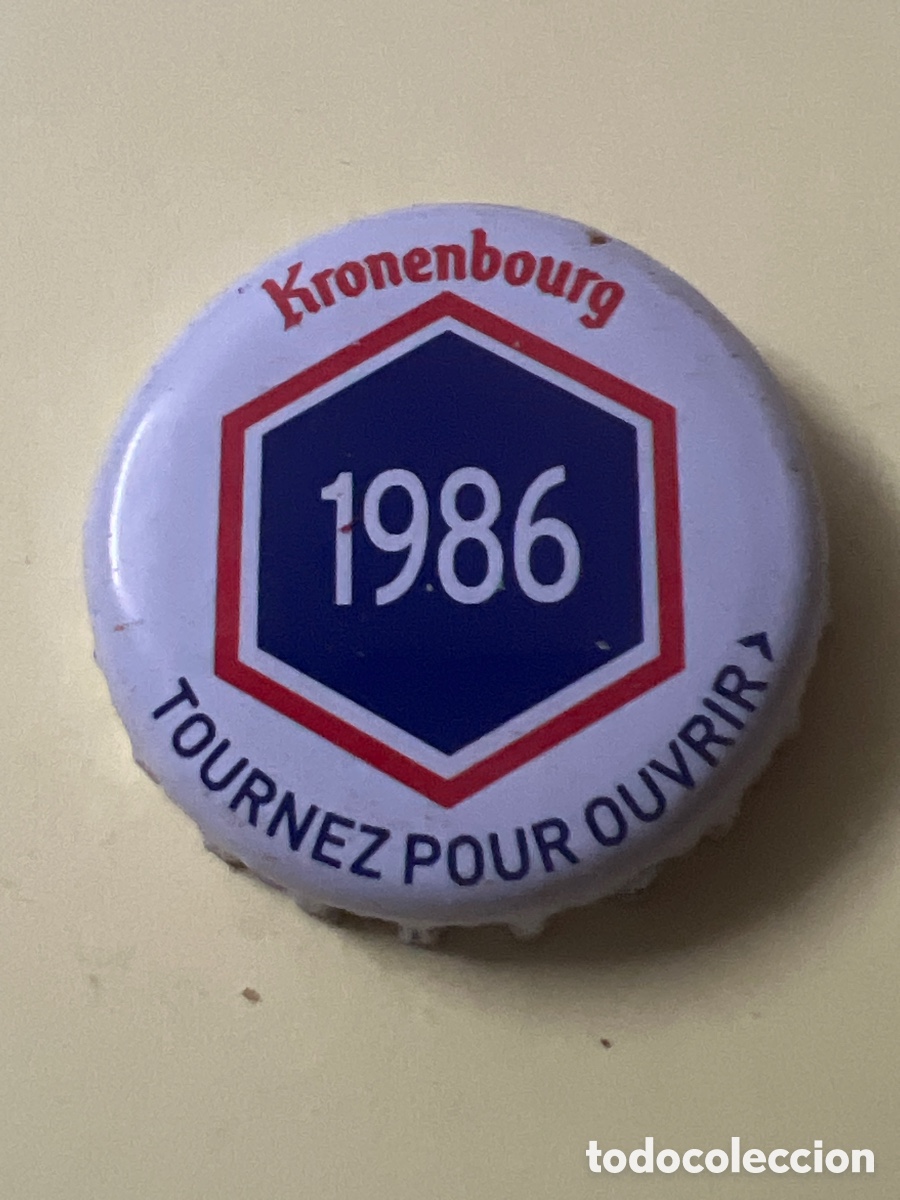 Kronenbourg
1986
TOURNEZ POUR OUVRIR >
todocoleccion